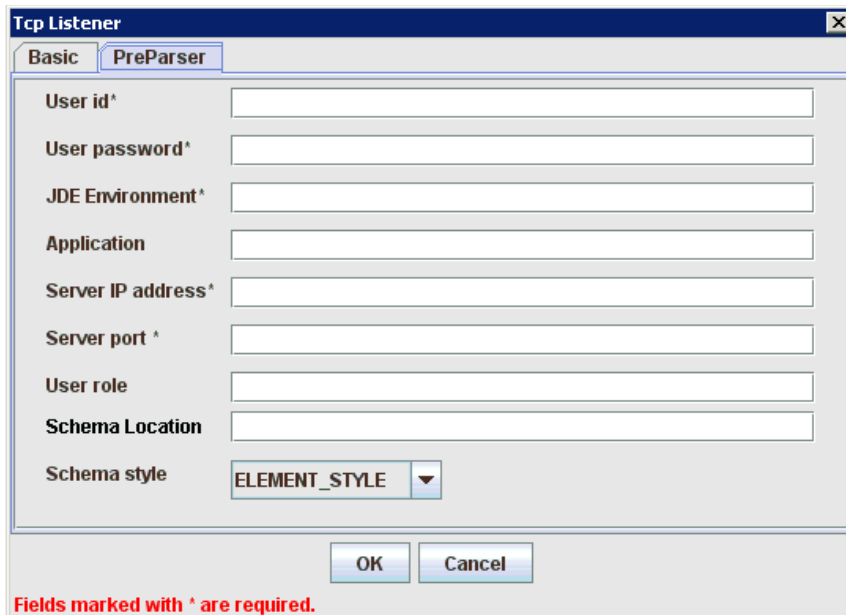 Tcp Listener
Basic PreParser
User id*
User password*
JDE Environment*
Application
Server IP address*
Server port *
User role
Schema Location
Schema style ELEMENT_STYLE
OK Cancel
Fields marked with * are required.